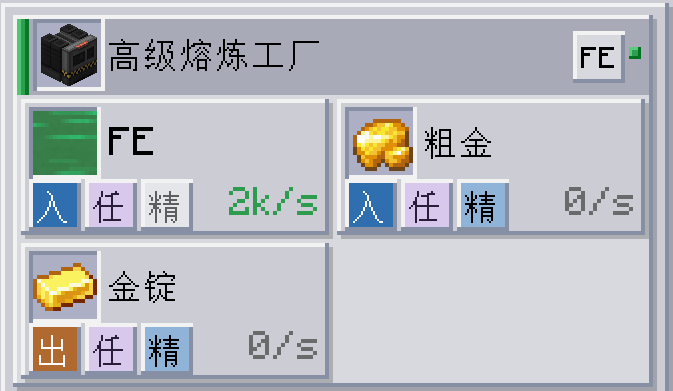 高级熔炼工厂 FE
FE
入 任 精 2k/s
粗金
入 任 精 0/s
金锭
出 任 精 0/s